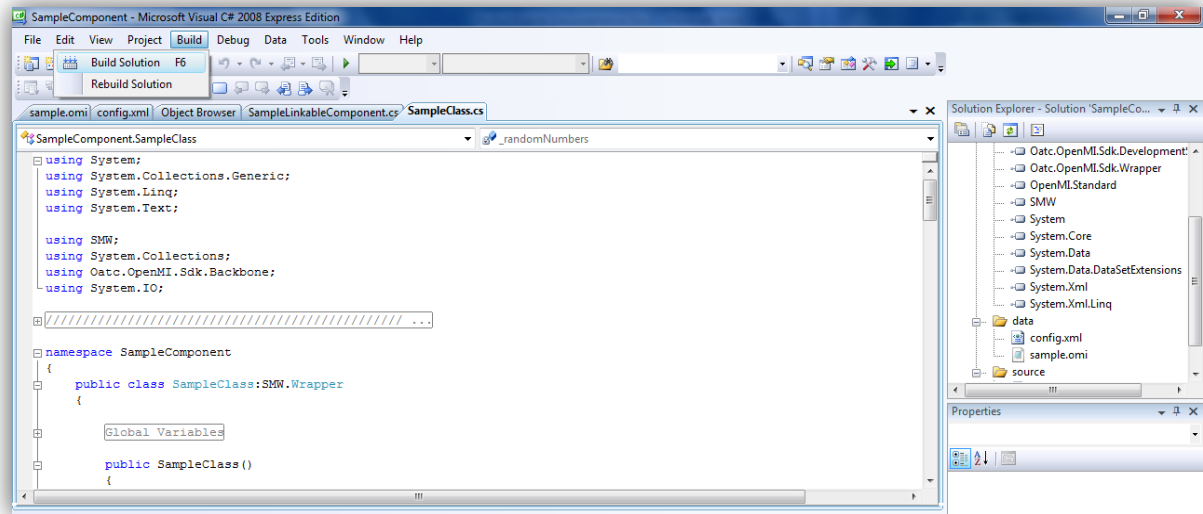 SampleComponent - Microsoft Visual C# 2008 Express Edition
File Edit View Project Build Debug Data Tools Window Help
Build Solution F6
Rebuild Solution
sample.omi config.xml Object Browser SampleLinkableComponent.cs SampleClass.cs
SampleComponent.SampleClass _randomNumbers
using System;
using System.Collections.Generic;
using System.Linq;
using System.Text;
using SMW;
using System.Collections;
using Oatc.OpenMI.Sdk.Backbone;
using System.IO;
//////////////////////////////////////////////// ...
namespace SampleComponent
{
public class SampleClass:SMW.Wrapper
{
Global Variables
public SampleClass()
{
Solution Explorer - Solution 'SampleCo...
Oatc.OpenMI.Sdk.Development
Oatc.OpenMI.Sdk.Wrapper
OpenMI.Standard
SMW
System
System.Core
System.Data
System.Data.DataSetExtensions
System.Xml
System.Xml.Linq
data
config.xml
sample.omi
source
Properties